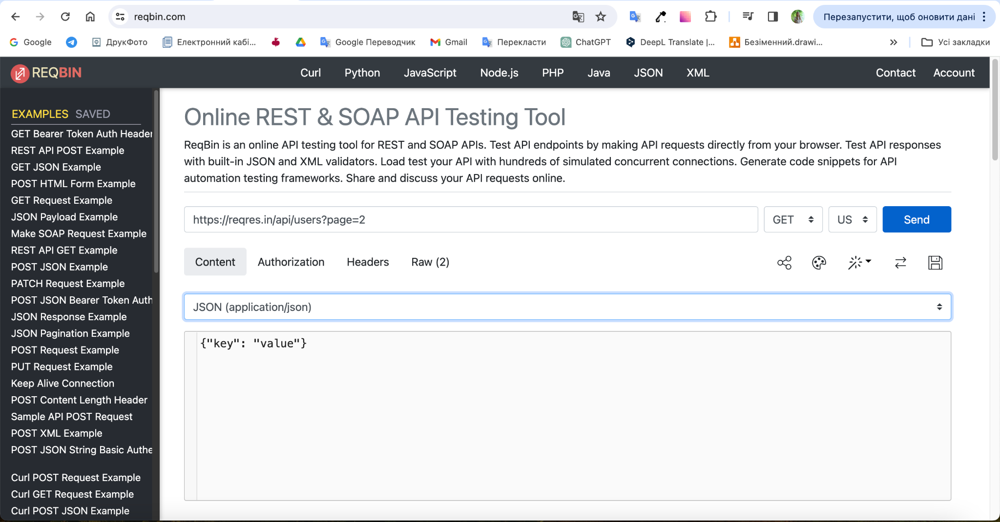 reqbin.com
Перезапустити, щоб оновити дані
Google
ДрукФото
Електронний кабі...
Google Переводчик
Gmail
Перекласти
ChatGPT
DeepL Translate |...
Безіменний.drawi...
Усі закладки
REQBIN
Curl Python JavaScript Node.js PHP Java JSON XML
Contact Account
EXAMPLES SAVED
GET Bearer Token Auth Header
REST API POST Example
GET JSON Example
POST HTML Form Example
GET Request Example
JSON Payload Example
Make SOAP Request Example
REST API GET Example
POST JSON Example
PATCH Request Example
POST JSON Bearer Token Auth
JSON Response Example
JSON Pagination Example
POST Request Example
PUT Request Example
Keep Alive Connection
POST Content Length Header
Sample API POST Request
POST XML Example
POST JSON String Basic Authe
Curl POST Request Example
Curl GET Request Example
Curl POST JSON Example
Online REST & SOAP API Testing Tool
ReqBin is an online API testing tool for REST and SOAP APIs. Test API endpoints by making API requests directly from your browser. Test API responses
with built-in JSON and XML validators. Load test your API with hundreds of simulated concurrent connections. Generate code snippets for API
automation testing frameworks. Share and discuss your API requests online.
https://reqres.in/api/users?page=2
GET
US
Send
Content Authorization Headers Raw (2)
JSON (application/json)
{"key": "value"}